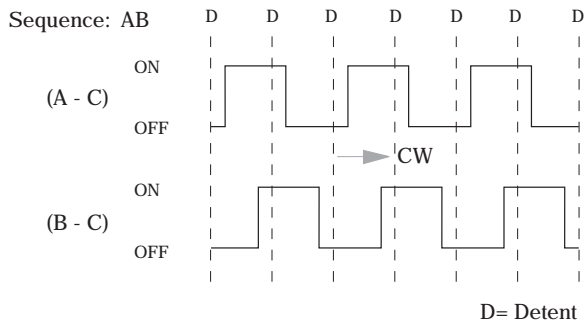 Sequence: AB D D D D D D D
ON
(A - C)
OFF
CW
ON
(B - C)
OFF
D= Detent